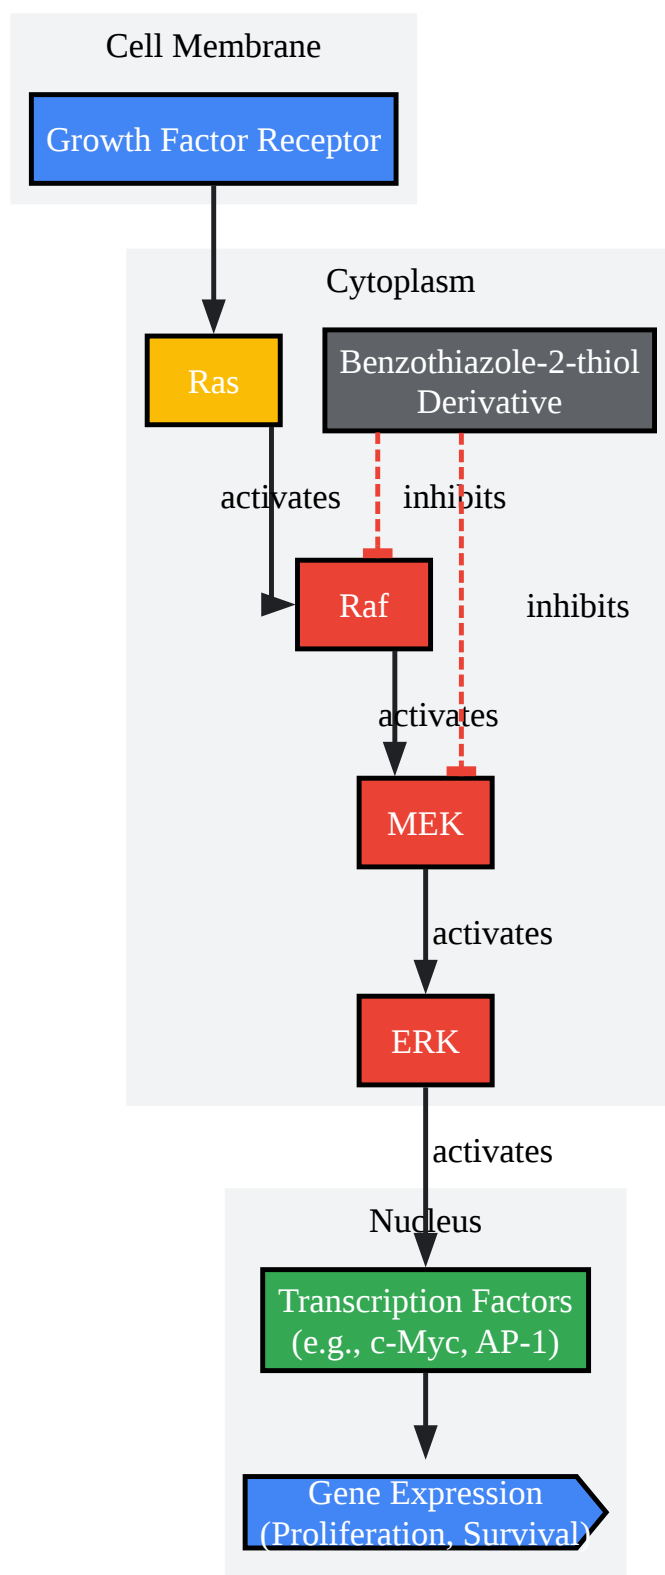 Cell Membrane
Growth Factor Receptor
Cytoplasm
Ras
Benzothiazole-2-thiol
Derivative
activates
inhibits
Raf
inhibits
activates
MEK
activates
ERK
activates
Nucleus
Transcription Factors
(e.g., c-Myc, AP-1)
Gene Expression
(Proliferation, Survival)